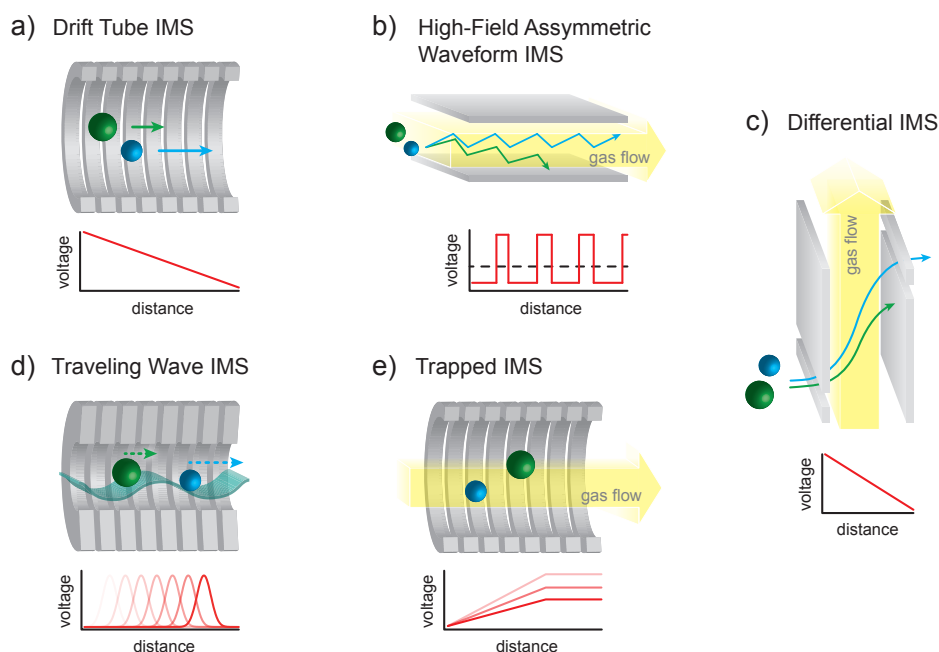 a) Drift Tube IMS
voltage
distance
b) High-Field Assymetric
Waveform IMS
gas flow
voltage
distance
c) Differential IMS
gas flow
voltage
distance
d) Traveling Wave IMS
voltage
distance
e) Trapped IMS
gas flow
voltage
distance